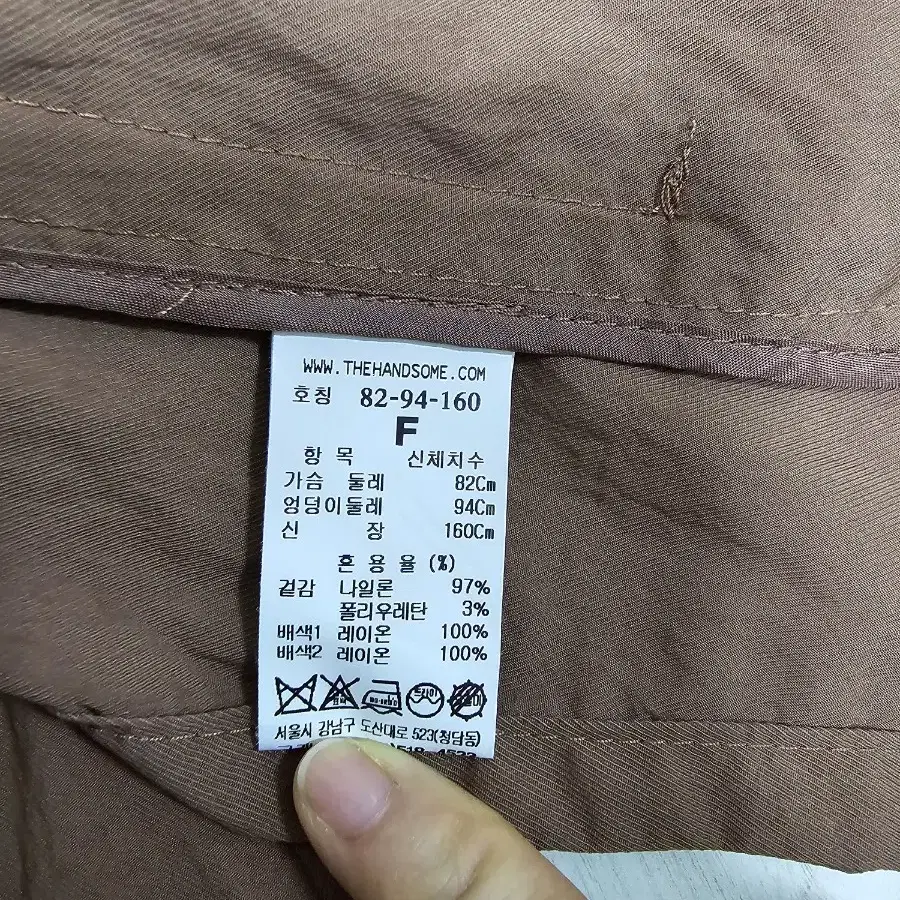 WWW.THEHANDSOME.COM
호칭 82-94-160
F
항 목 신체치수
가슴 둘레 82Cm
엉덩이둘레 94Cm
신 장 160Cm
혼 용 율 (%)
겉감 나일론 97%
폴리우레탄 3%
배색1 레이온 100%
배색2 레이온 100%
드라이
서울시 강남구 도산대로 523(청담동)